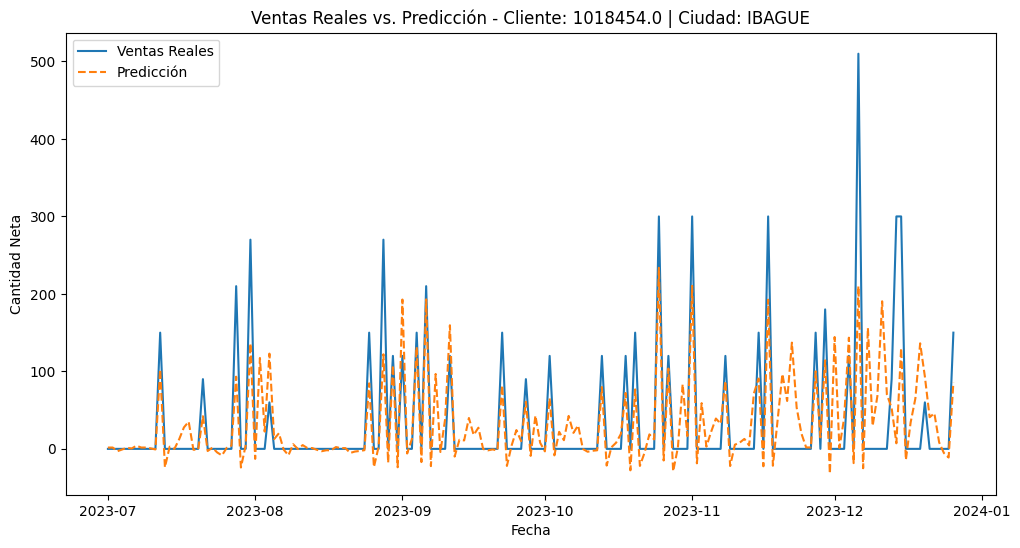 Ventas Reales vs. Predicción - Cliente: 1018454.0 | Ciudad: IBAGUE
Ventas Reales
Predicción
500
400
300
200
100
0
Cantidad Neta
2023-07
2023-08
2023-09
2023-10
2023-11
2023-12
2024-01
Fecha